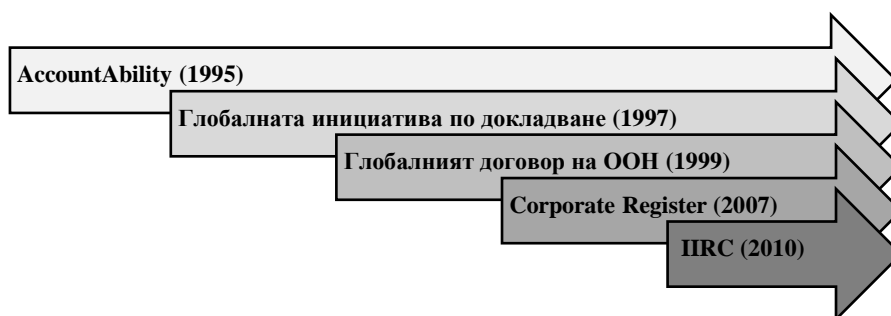 AccountAbility (1995)
Глобалната инициатива по докладване (1997)
Глобалният договор на ООН (1999)
Corporate Register (2007)
IIRC (2010)